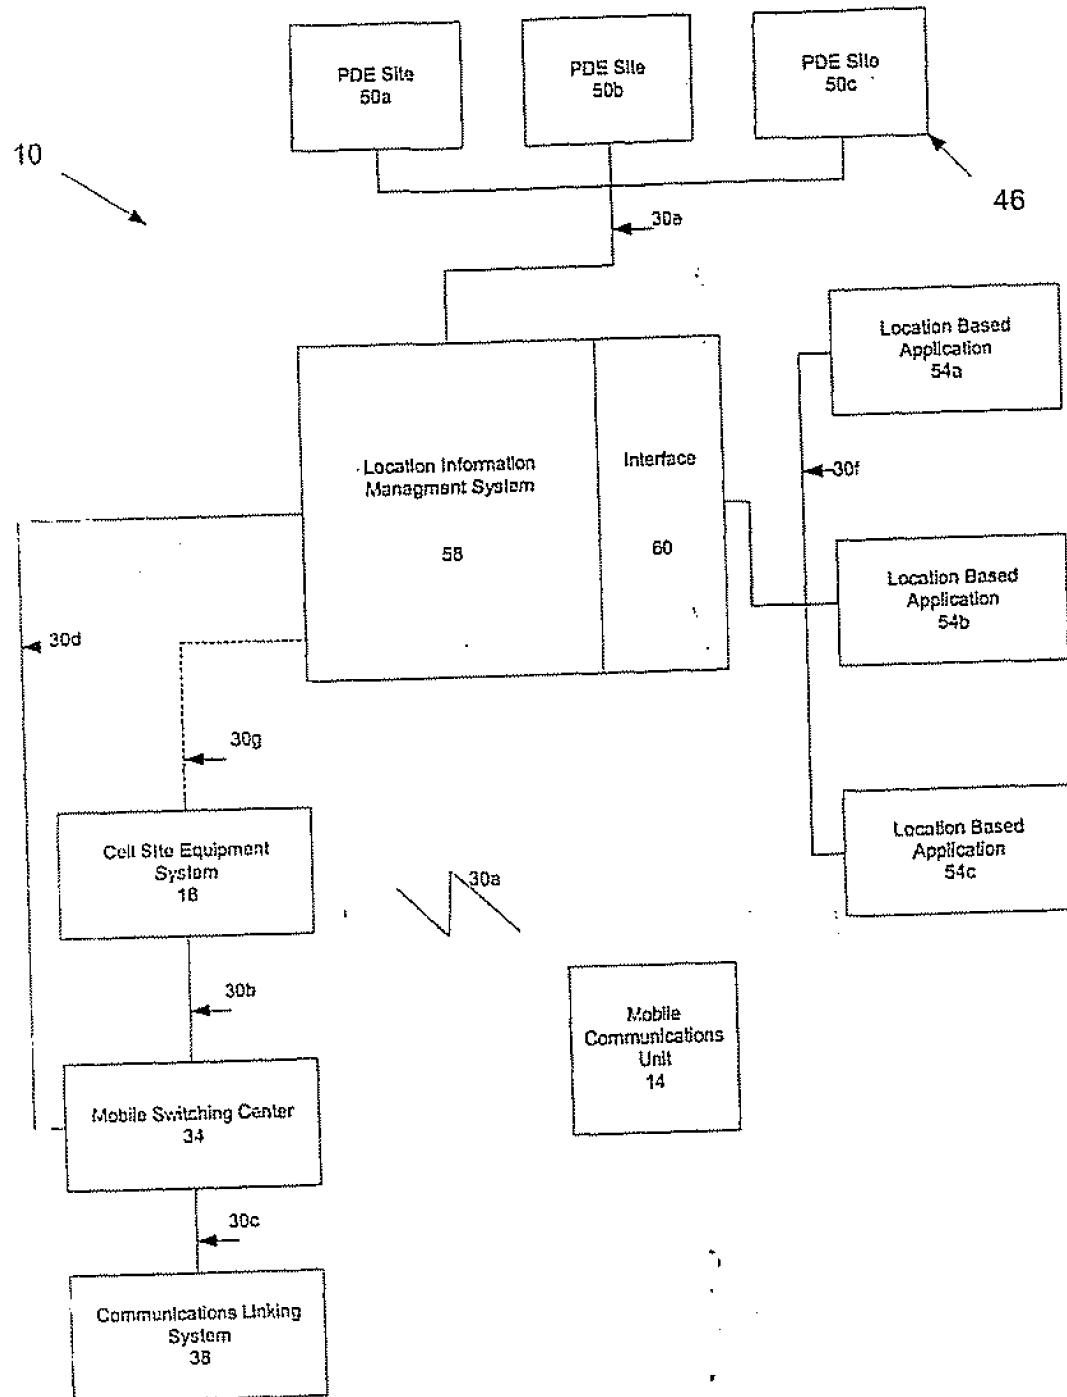 PDE Site
50a
PDE Site
50b
PDE Site
50c
10
46
30e
Location Based
Application
54a
Location Information
Managment System
58
Interface
60
30f
Location Based
Application
54b
30d
30g
Location Based
Application
54c
Cell Site Equipment
System
18
30a
30b
Mobile
Communications
Unit
14
Mobile Switching Center
34
30c
Communications Linking
System
38